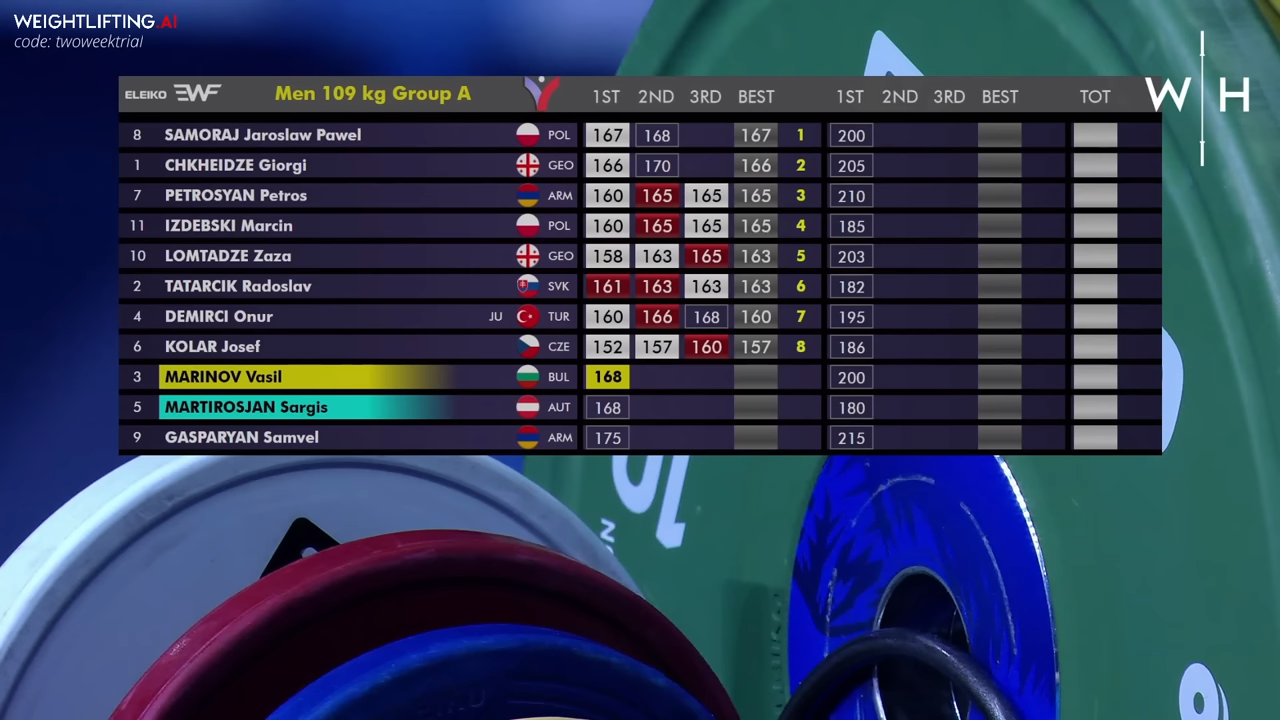 WEIGHTLIFTING.AI
code: twoweektrial
W H
ELEIKO EWF Men 109 kg Group A 1ST 2ND 3RD BEST 1ST 2ND 3RD BEST TOT
8 SAMORAJ Jaroslaw Pawel POL 167 168 167 1 200
1 CHKHEIDZE Giorgi GEO 166 170 166 2 205
7 PETROSYAN Petros ARM 160 165 165 165 3 210
11 IZDEBSKI Marcin POL 160 165 165 165 4 185
10 LOMTADZE Zaza GEO 158 163 165 163 5 203
2 TATARCIK Radoslav SVK 161 163 163 163 6 182
4 DEMIRCI Onur JU TUR 160 166 168 160 7 195
6 KOLAR Josef CZE 152 157 160 157 8 186
3 MARINOV Vasil BUL 168 200
5 MARTIROSJAN Sargis AUT 168 180
9 GASPARYAN Samvel ARM 175 215
10